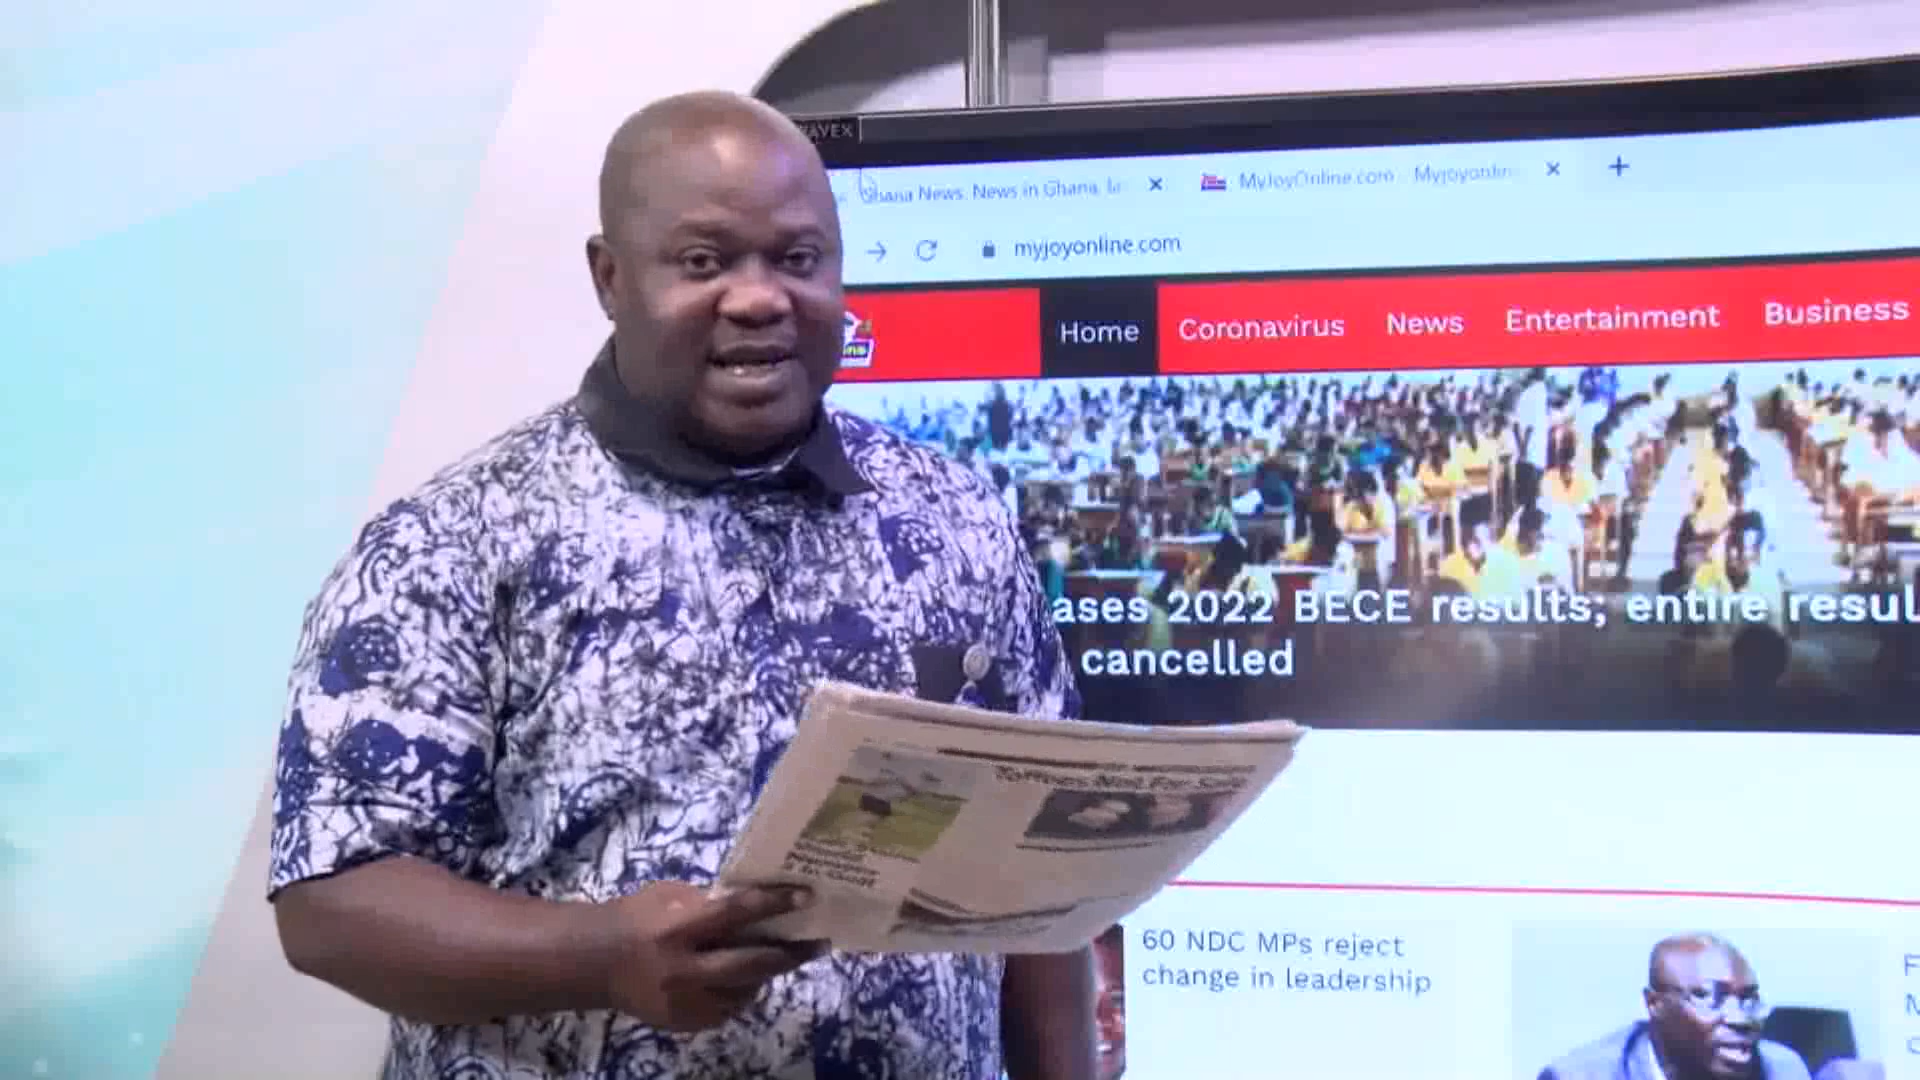 Ghana News, News in Ghana, La
MyJoyOnline.com - Myjoyonlin
myjoyonline.com
Home
Coronavirus
News
Entertainment
Business
ases 2022 BECE results; entire resul
cancelled
Toffees Not For Sale
60 NDC MPs reject
change in leadership